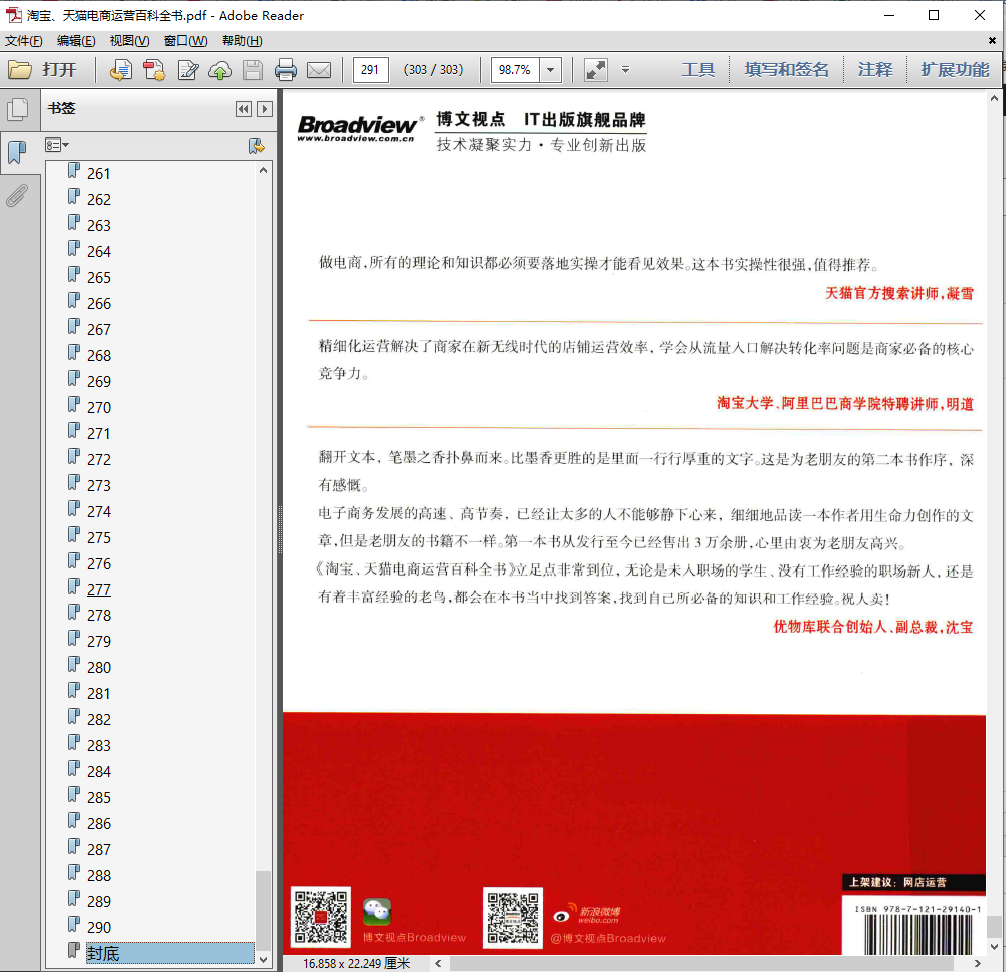 淘宝、天猫电商运营百科全书.pdf - Adobe Reader
文件(F) 编辑(E) 视图(V) 窗口(W) 帮助(H)
打开 291 (303 / 303) 98.7% 工具 填写和签名 注释 扩展功能
书签
261
262
263
264
265
266
267
268
269
270
271
272
273
274
275
276
277
278
279
280
281
282
283
284
285
286
287
288
289
290
封底
Broadview®
www.broadview.com.cn
博文视点 IT出版旗舰品牌
技术凝聚实力·专业创新出版
做电商,所有的理论和知识都必须要落地实操才能看见效果。这本书实操性很强,值得推荐。
天猫官方搜索讲师,凝雪
精细化运营解决了商家在新无线时代的店铺运营效率,学会从流量入口解决转化率问题是商家必备的核心
竞争力。
淘宝大学、阿里巴巴商学院特聘讲师,明道
翻开文本,笔墨之香扑鼻而来。比墨香更胜的是里面一行行厚重的文字。这是为老朋友的第二本书作序,深
有感慨。
电子商务发展的高速、高节奏,已经让太多的人不能够静下心来,细细地品读一本作者用生命力创作的文
章,但是老朋友的书籍不一样。第一本书从发行至今已经售出3万余册,心里由衷为老朋友高兴。
《淘宝、天猫电商运营百科全书》立足点非常到位,无论是未入职场的学生、没有工作经验的职场新人,还是
有着丰富经验的老鸟,都会在本书当中找到答案,找到自己所必备的知识和工作经验。祝大卖!
优物库联合创始人、副总裁,沈宝
博文视点Broadview
新浪微博
weibo.com
@博文视点Broadview
上架建议:网店运营
ISBN 978-7-121-29140-1
16.858 x 22.249 厘米